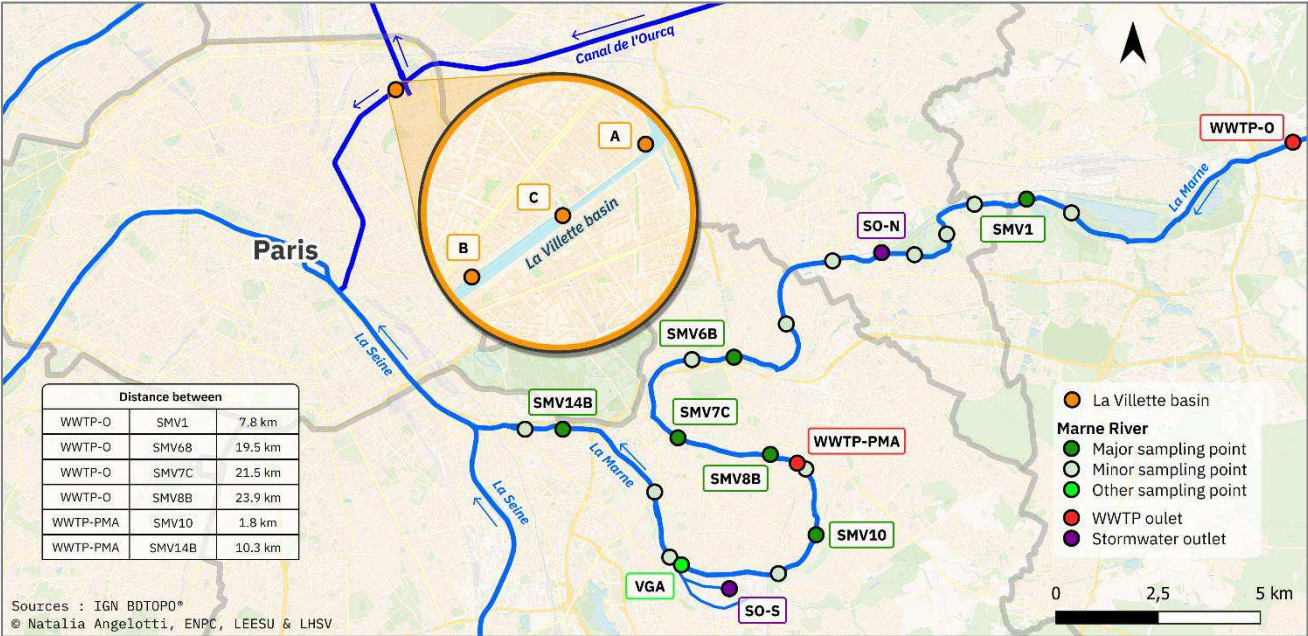 Canal de l'Ourcq
WWTP-O
A
La Marne
C
SO-N
SMV1
B
La Villette basin
Paris
SMV6B
La Seine
Distance between
WWTP-O SMV1 7.8 km
WWTP-O SMV68 19.5 km
WWTP-O SMV7C 21.5 km
WWTP-O SMV8B 23.9 km
WWTP-PMA SMV10 1.8 km
WWTP-PMA SMV14B 10.3 km
SMV14B
SMV7C
WWTP-PMA
La Marne
SMV8B
La Seine
SMV10
VGA
SO-S
La Villette basin
Marne River
Major sampling point
Minor sampling point
Other sampling point
WWTP oulet
Stormwater outlet
0 2,5 5 km
Sources : IGN BDTOPO®
© Natalia Angelotti, ENPC, LEESU & LHSV